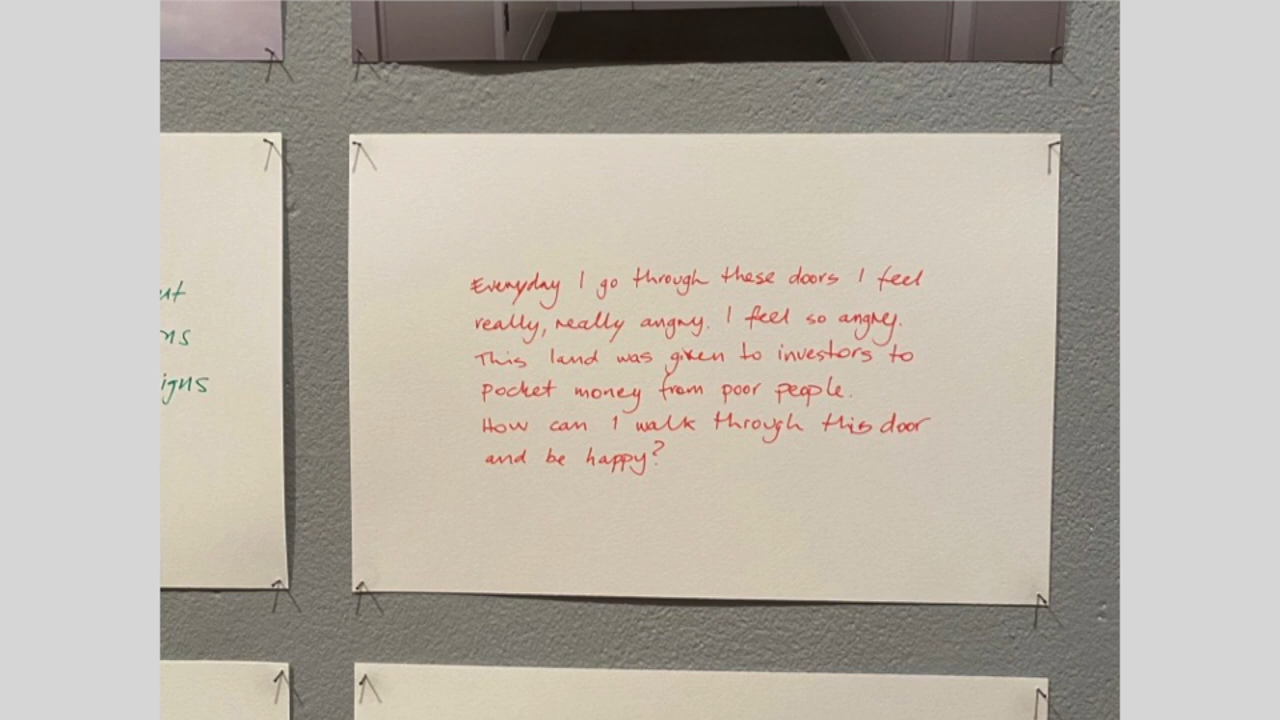 Everyday I go through these doors I feel
really, really angry. I feel so angry.
This land was given to investors to
pocket money from poor people.
How can I walk through this door
and be happy?